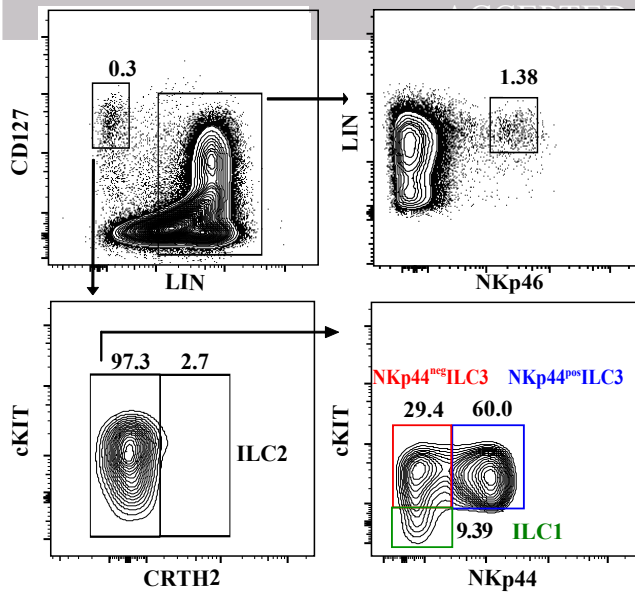 ACCEPTED
0.3
CD127
LIN
1.38
LIN
NKp46
97.3 2.7
cKIT
ILC2
CRTH2
NKp44negILC3 NKp44posILC3
29.4 60.0
cKIT
9.39 ILC1
NKp44